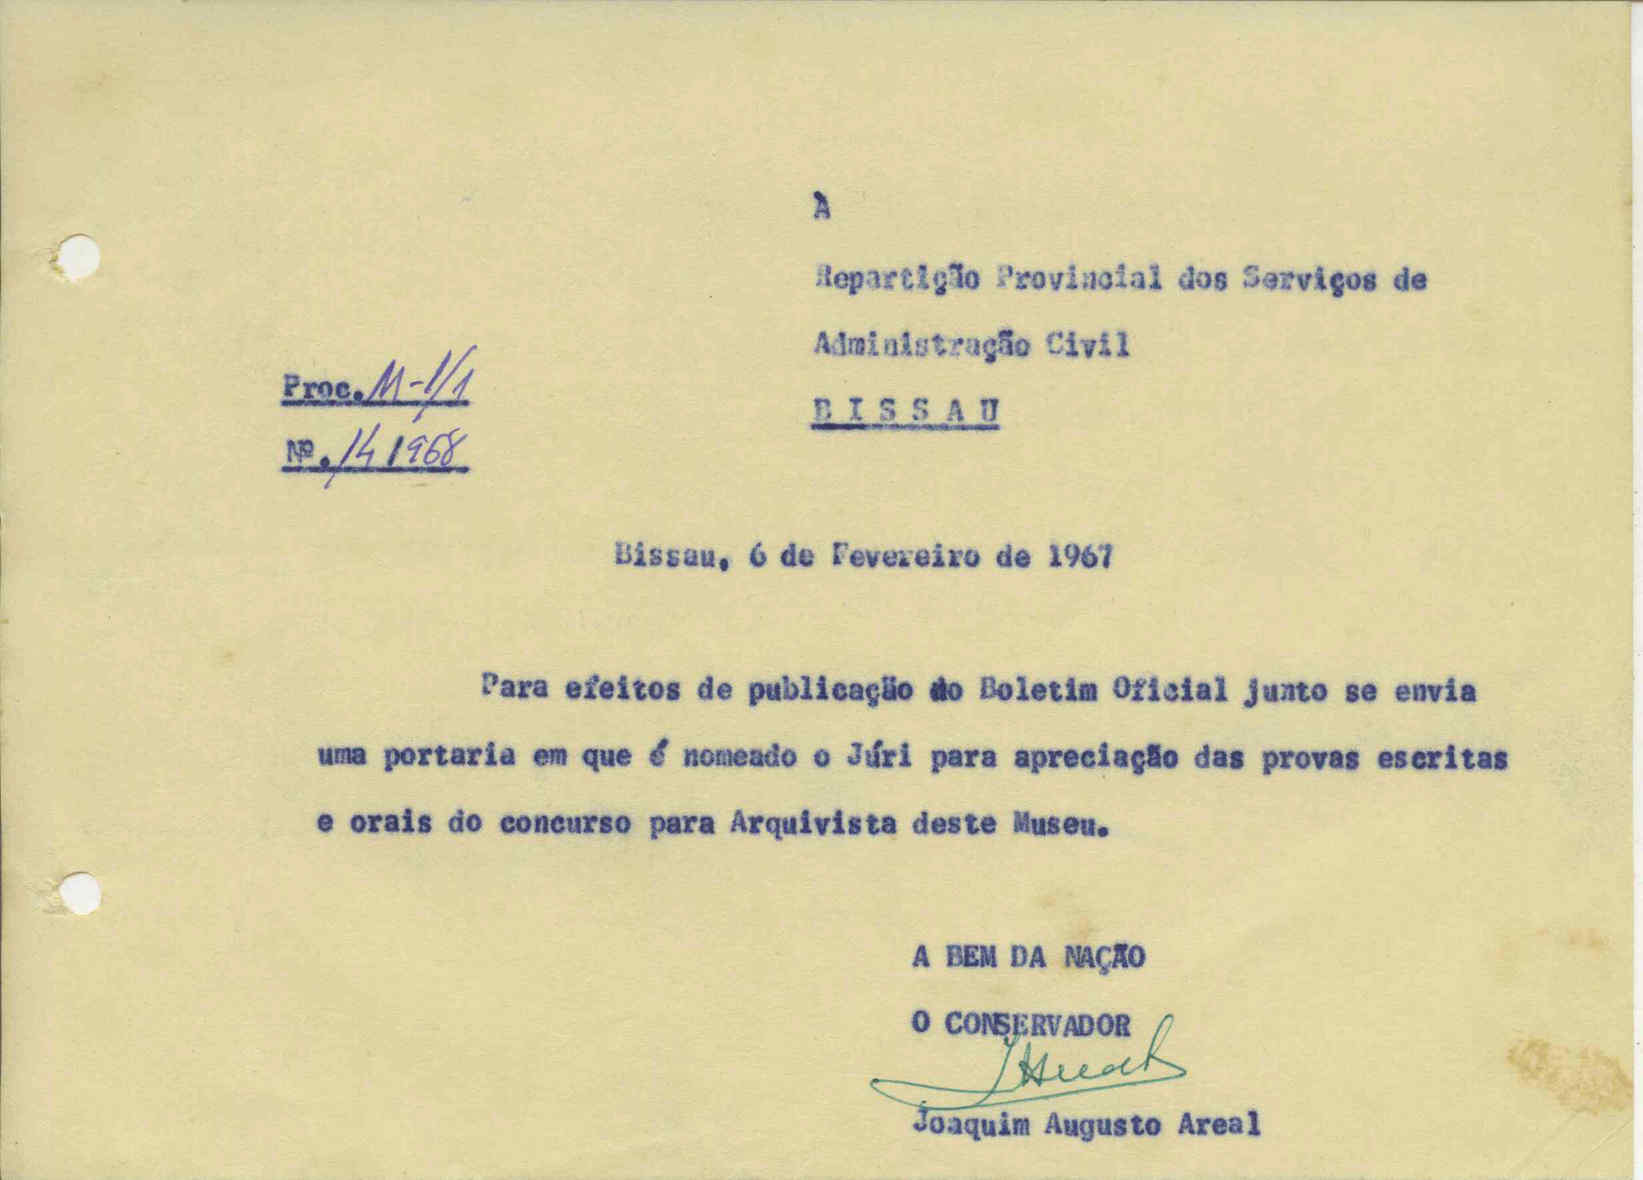 À
Repartição Provincial dos Serviços de
Administração Civil
Proc. M-1/1
B I S S A U
Nº. 14 1968
Bissau, 6 de Fevereiro de 1967
Para efeitos de publicação do Boletim Oficial junto se envia
uma portaria em que é nomeado o Júri para apreciação das provas escritas
e orais do concurso para Arquivista deste Museu.
A BEM DA NAÇÃO
O CONSERVADOR
Joaquim Augusto Areal